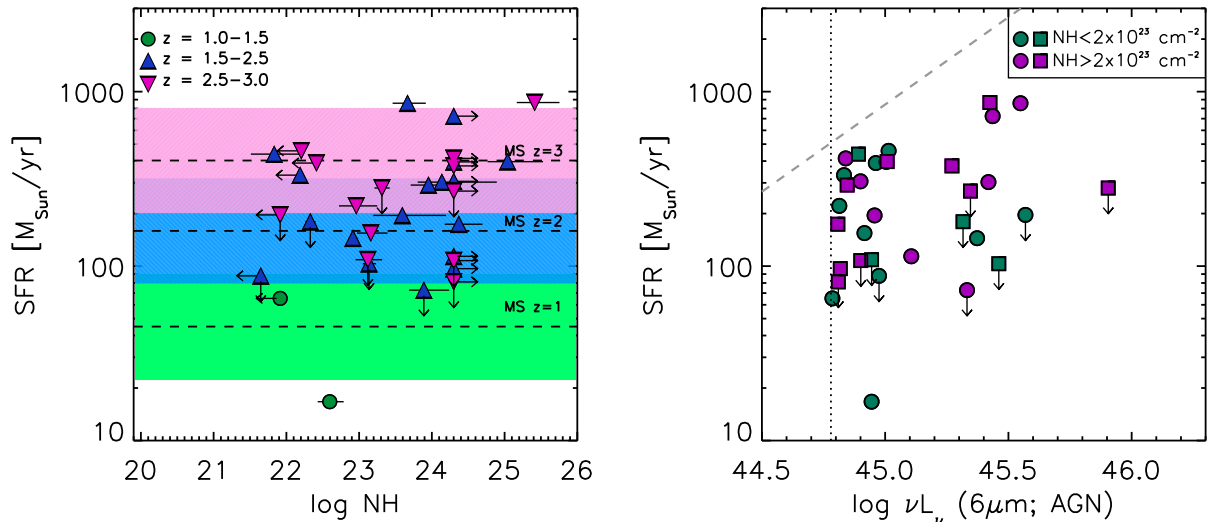 z = 1.0−1.5
z = 1.5−2.5
z = 2.5−3.0
MS z=3
MS z=2
MS z=1
1000
100
10
SFR [M_Sun/yr]
20 21 22 23 24 25 26
log NH
NH<2x10²³ cm⁻²
NH>2x10²³ cm⁻²
1000
100
10
SFR [M_Sun/yr]
44.5 45.0 45.5 46.0
log νL_ν (6μm; AGN)